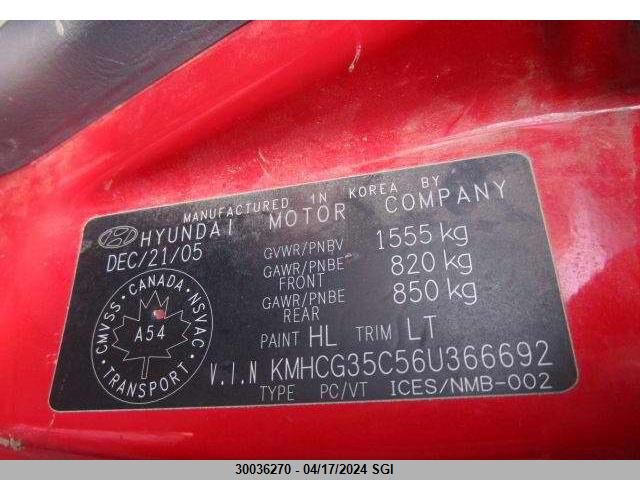 MANUFACTURED IN KOREA BY
HYUNDAI MOTOR COMPANY
DEC/21/05
GVWR/PNBV 1555 kg
GAWR/PNBE FRONT 820 kg
GAWR/PNBE REAR 850 kg
CMVSS • CANADA • NSVAC • TRANSPORT •
A54
PAINT HL TRIM LT
V.I.N KMHCG35C56U366692
TYPE PC/VT ICES/NMB-002
30036270 - 04/17/2024 SGI